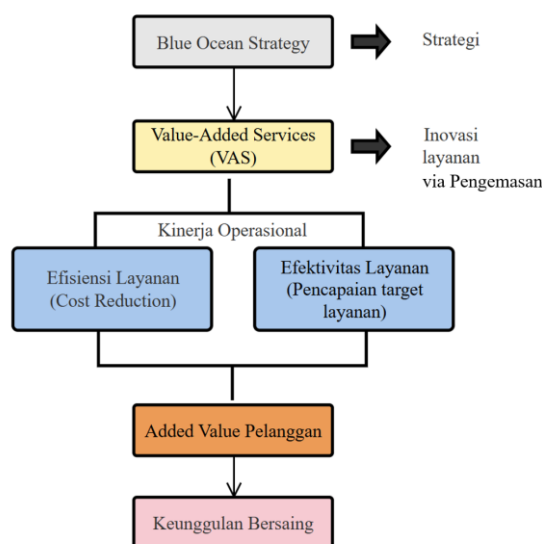 Blue Ocean Strategy
Strategi
Value-Added Services
(VAS)
Inovasi
layanan
via Pengemasan
Kinerja Operasional
Efisiensi Layanan
(Cost Reduction)
Efektivitas Layanan
(Pencapaian target
layanan)
Added Value Pelanggan
Keunggulan Bersaing